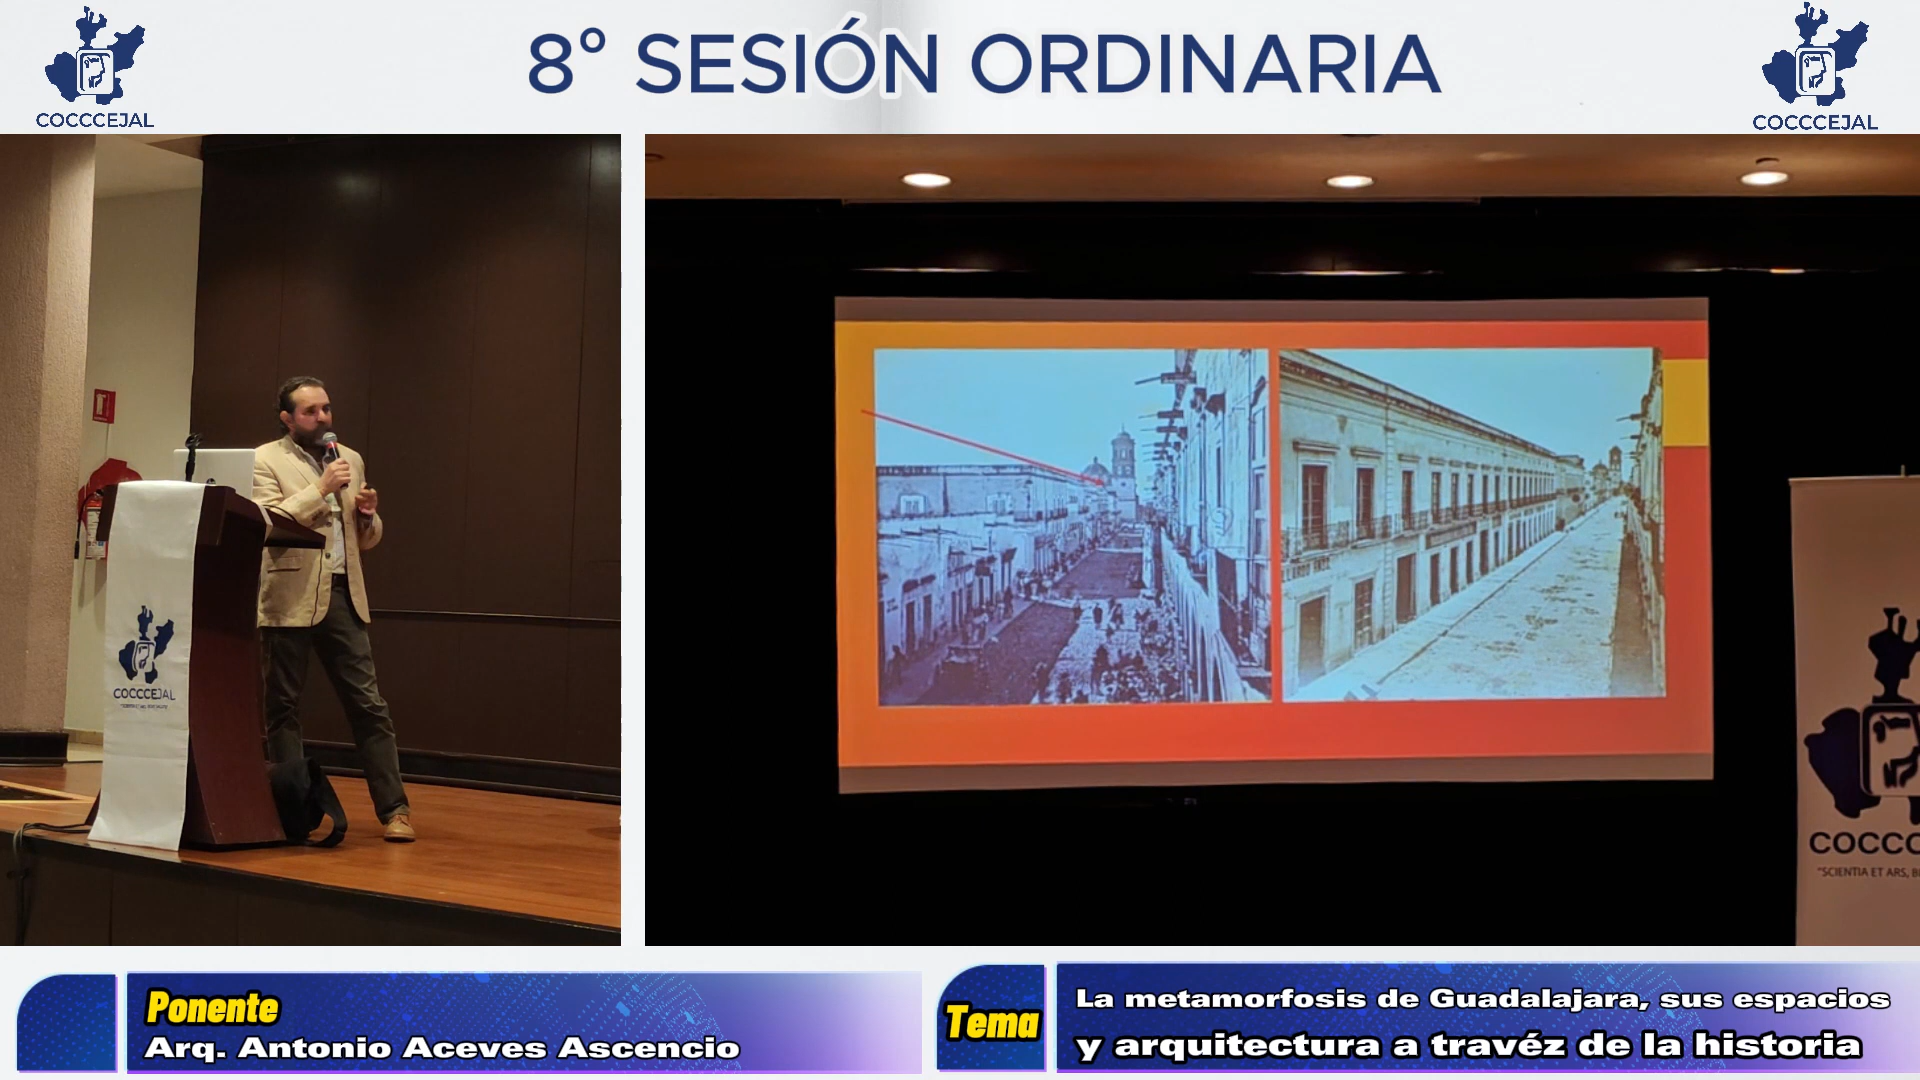 8° SESIÓN ORDINARIA
COCCCEJAL
COCCCEJAL
COCCCEJAL
COCCC
"SCIENTIA ET ARS, B
Ponente
Arq. Antonio Aceves Ascencio
Tema
La metamorfosis de Guadalajara, sus espacios
y arquitectura a travéz de la historia